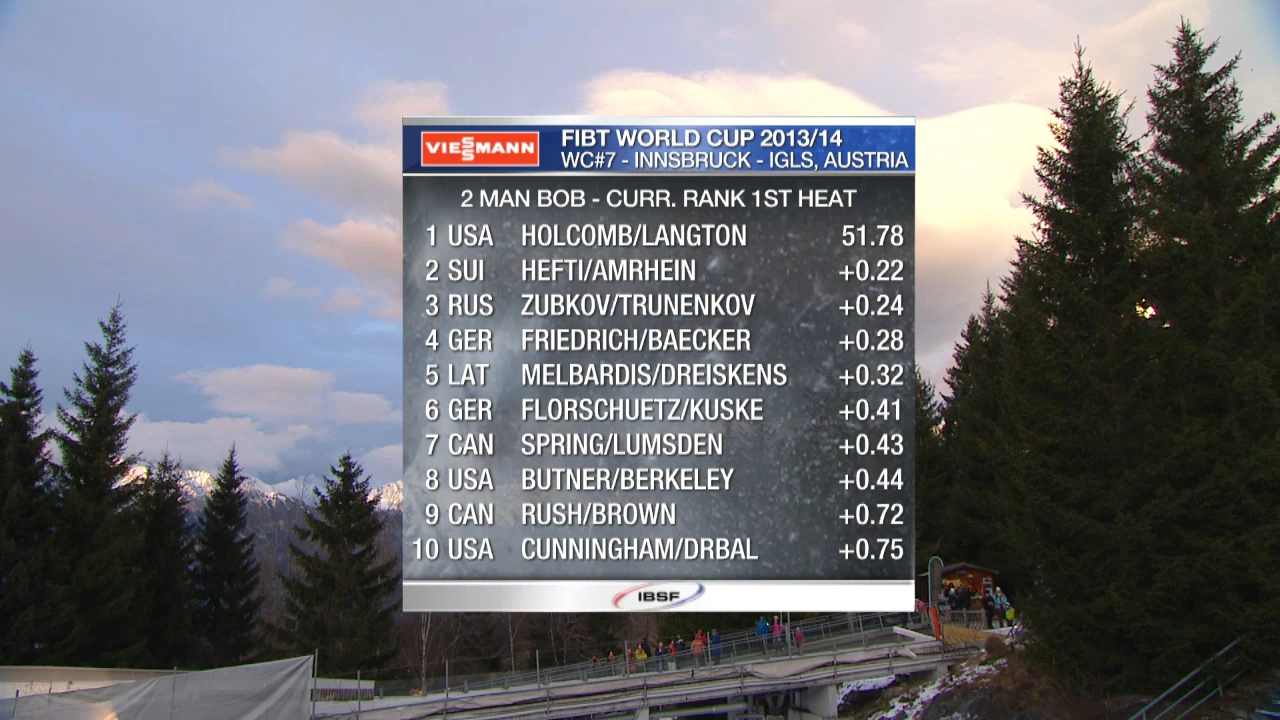 VIESSMANN
FIBT WORLD CUP 2013/14
WC#7 - INNSBRUCK - IGLS, AUSTRIA
2 MAN BOB - CURR. RANK 1ST HEAT
1 USA HOLCOMB/LANGTON 51.78
2 SUI HEFTI/AMRHEIN +0.22
3 RUS ZUBKOV/TRUNENKOV +0.24
4 GER FRIEDRICH/BAECKER +0.28
5 LAT MELBARDIS/DREISKENS +0.32
6 GER FLORSCHUETZ/KUSKE +0.41
7 CAN SPRING/LUMSDEN +0.43
8 USA BUTNER/BERKELEY +0.44
9 CAN RUSH/BROWN +0.72
10 USA CUNNINGHAM/DRBAL +0.75
IBSF